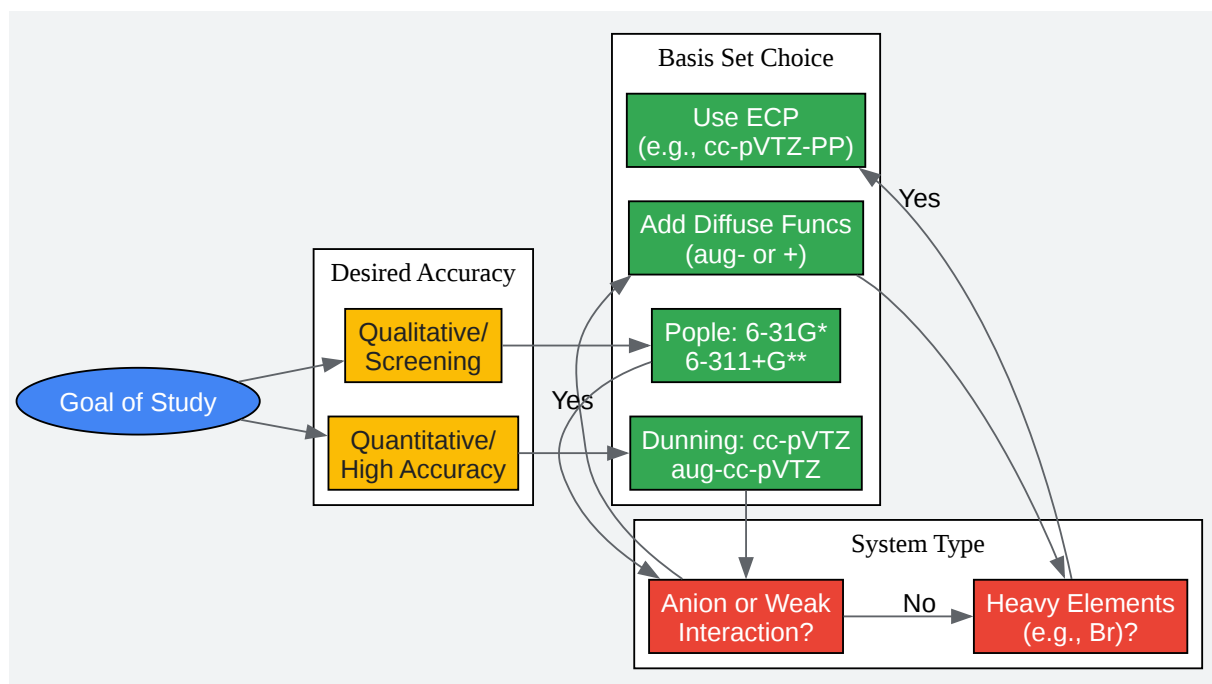 Goal of Study
Desired Accuracy
Qualitative/
Screening
Quantitative/
High Accuracy
Basis Set Choice
Use ECP
(e.g., cc-pVTZ-PP)
Add Diffuse Funcs
(aug- or +)
Pople: 6-31G*
6-311+G**
Dunning: cc-pVTZ
aug-cc-pVTZ
Yes
Yes
System Type
Anion or Weak
Interaction?
No
Heavy Elements
(e.g., Br)?